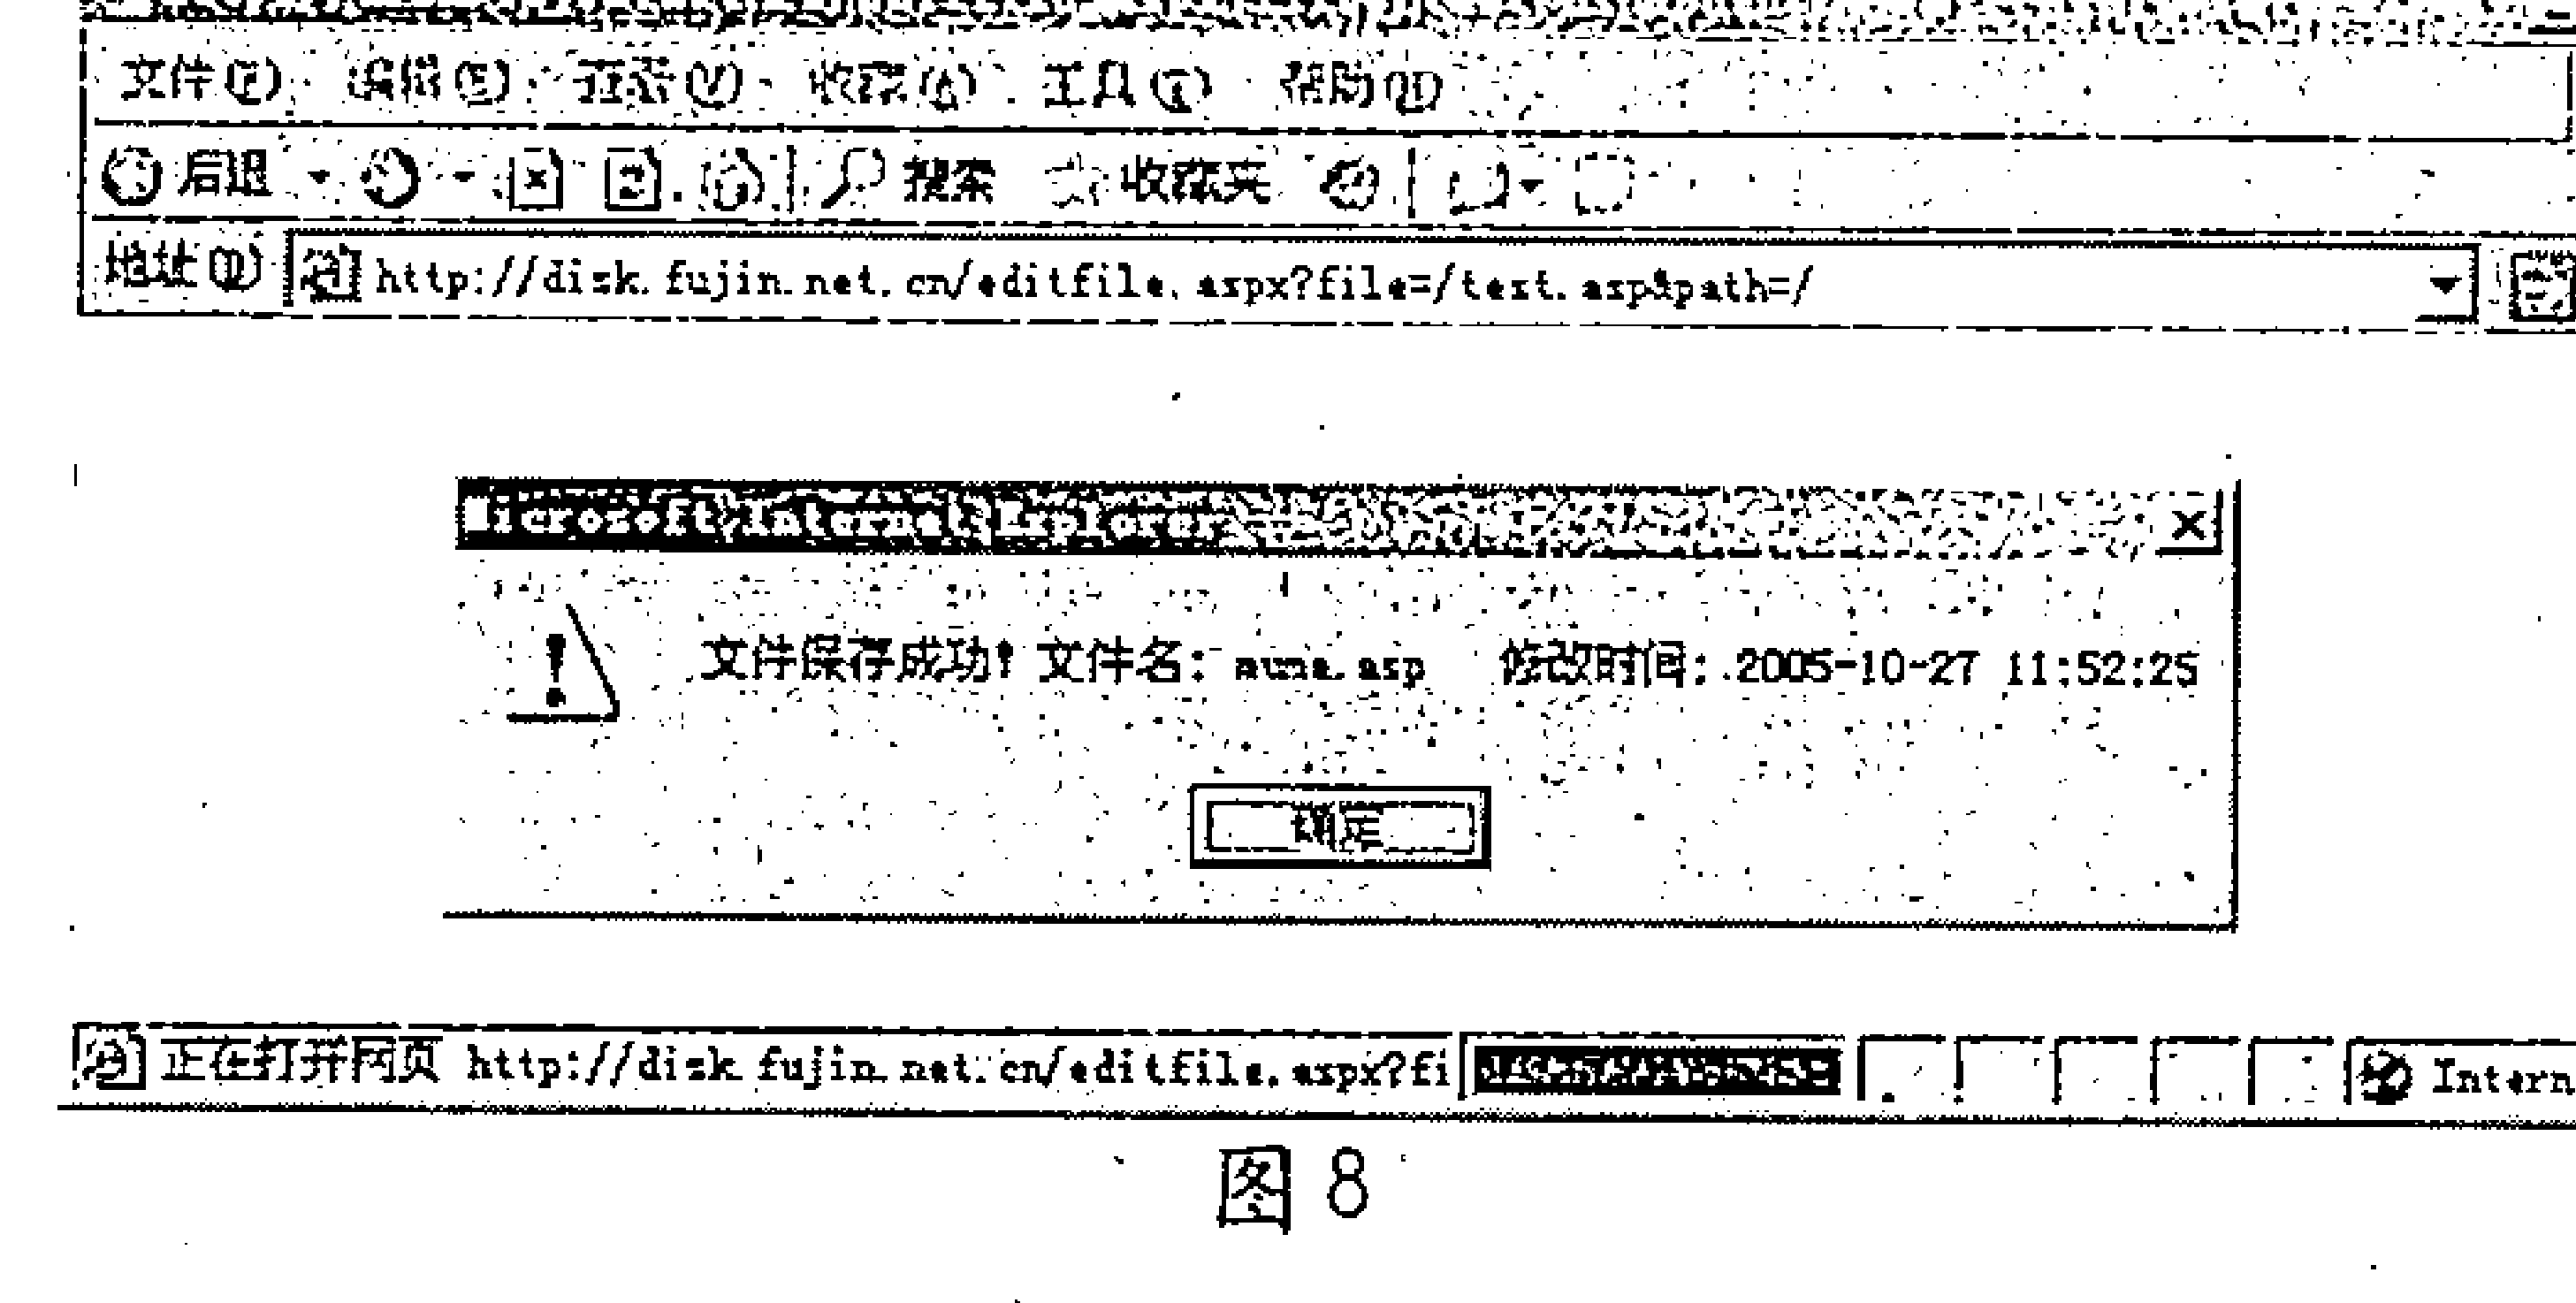 文件(F) 编辑(E) 查看(V) 收藏(A) 工具(T) 帮助(H)
后退 搜索 收藏夹
地址(D) http://disk.fujin.net.cn/editfile.aspx?file=/test.asp&path=/
Microsoft Internet Explorer
文件保存成功! 文件名: muma.asp 修改时间: 2005-10-27 11:52:25
确定
正在打开网页 http://disk.fujin.net.cn/editfile.aspx?fi Intern
图 8